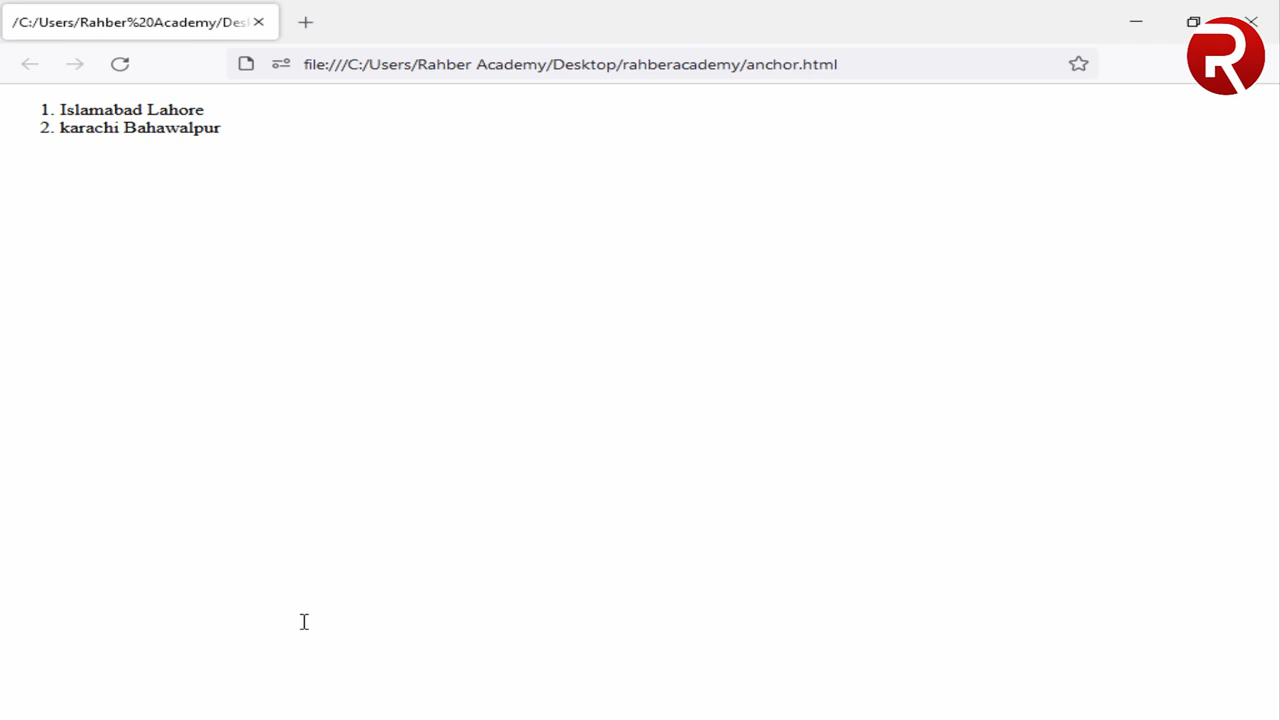 /C:/Users/Rahber%20Academy/Des
file:///C:/Users/Rahber Academy/Desktop/rahberacademy/anchor.html
R
1. Islamabad Lahore
2. karachi Bahawalpur